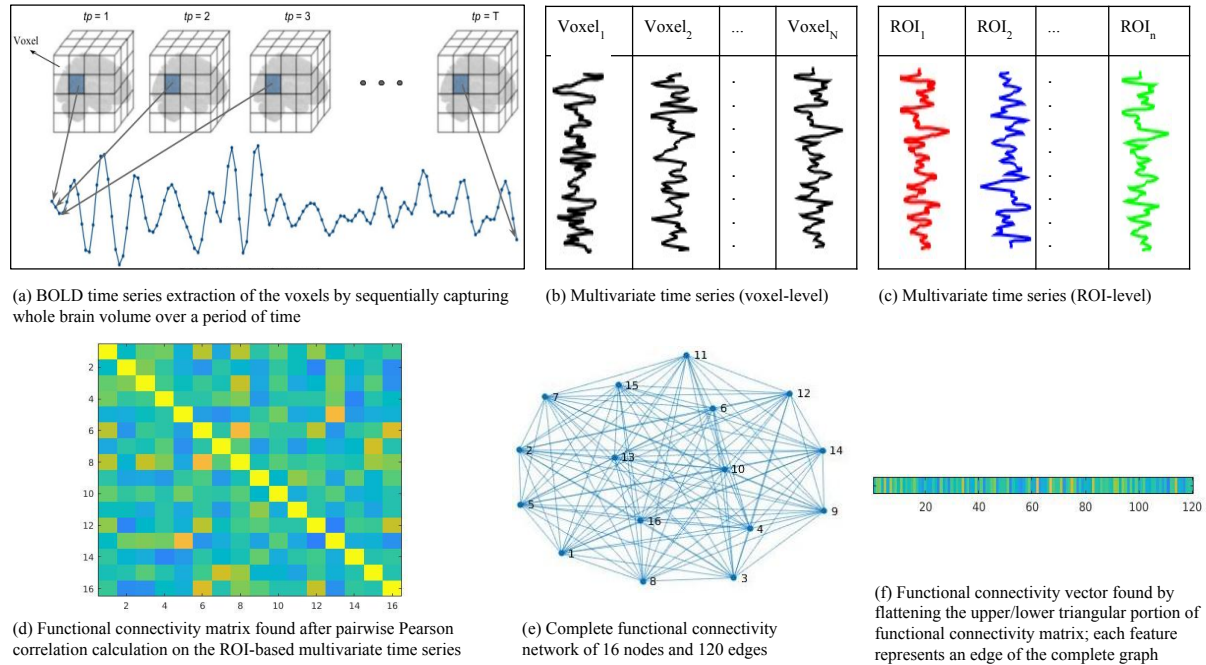 tp = 1
tp = 2
tp = 3
tp = T
Voxel
(a) BOLD time series extraction of the voxels by sequentially capturing
whole brain volume over a period of time
Voxel1
Voxel2
...
VoxelN
(b) Multivariate time series (voxel-level)
ROI1
ROI2
...
ROIn
(c) Multivariate time series (ROI-level)
2
4
6
8
10
12
14
16
2 4 6 8 10 12 14 16
(d) Functional connectivity matrix found after pairwise Pearson
correlation calculation on the ROI-based multivariate time series
11
15
12
7
6
2
14
13
10
5
9
16
4
1
3
8
(e) Complete functional connectivity
network of 16 nodes and 120 edges
20 40 60 80 100 120
(f) Functional connectivity vector found by
flattening the upper/lower triangular portion of
functional connectivity matrix; each feature
represents an edge of the complete graph